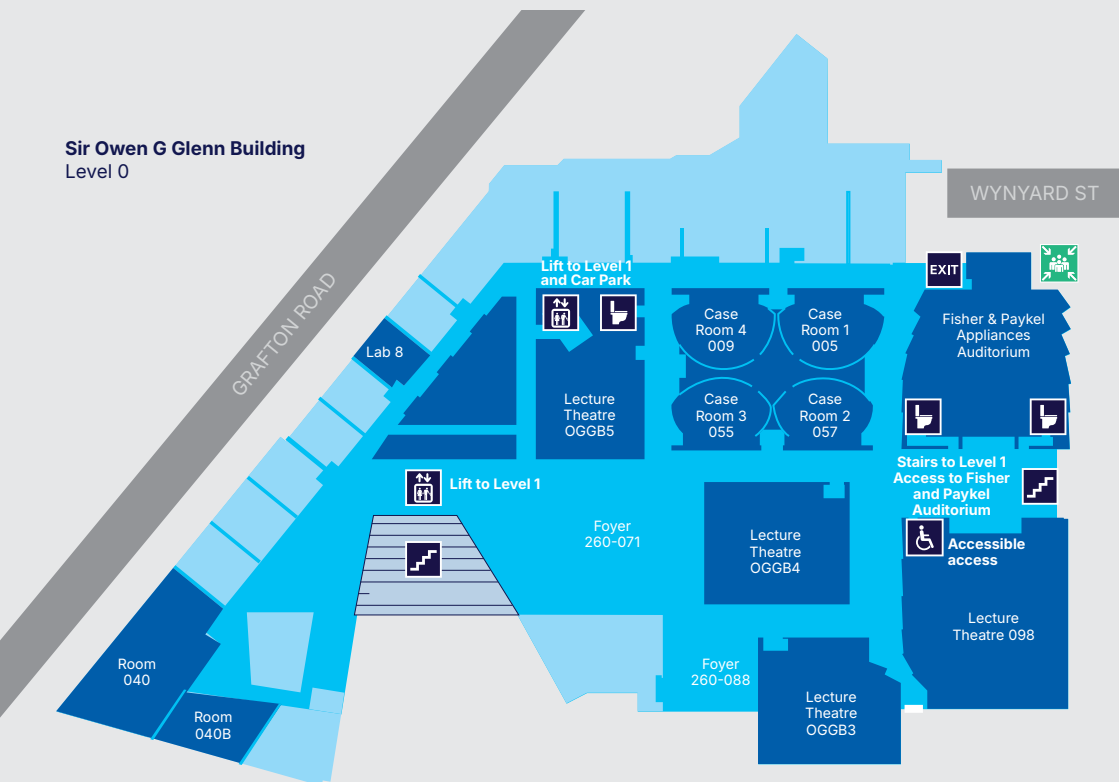 Sir Owen G Glenn Building
Level 0
WYNYARD ST
GRAFTON ROAD
Lift to Level 1
and Car Park
EXIT
Case
Room 4
009
Case
Room 1
005
Fisher & Paykel
Appliances
Auditorium
Lab 8
Lecture
Theatre
OGGB5
Case
Room 3
055
Case
Room 2
057
Stairs to Level 1
Access to Fisher
and Paykel
Auditorium
Lift to Level 1
Foyer
260-071
Lecture
Theatre
OGGB4
Accessible
access
Lecture
Theatre 098
Room
040
Foyer
260-088
Room
040B
Lecture
Theatre
OGGB3